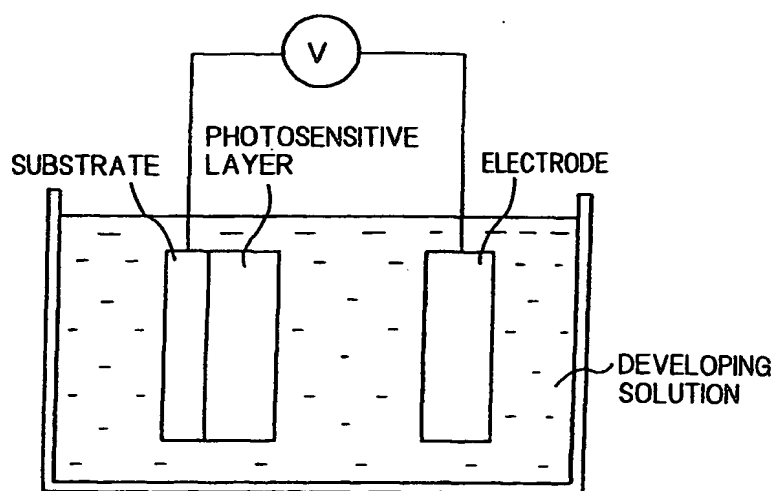 V
PHOTOSENSITIVE
LAYER
SUBSTRATE
ELECTRODE
DEVELOPING
SOLUTION